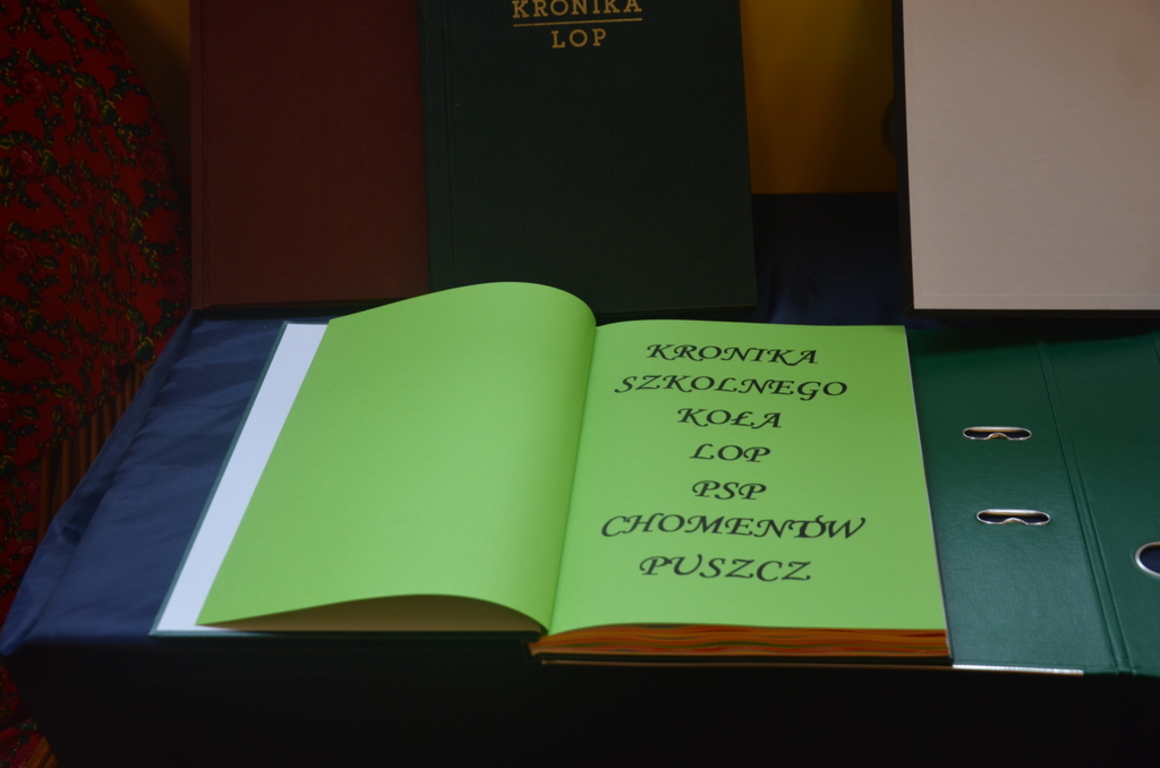 KRONIKA
LOP
KRONIKA
SZKOLNEGO
KOŁA
LOP
PSP
CHOMENTÓW
PUSZCZ